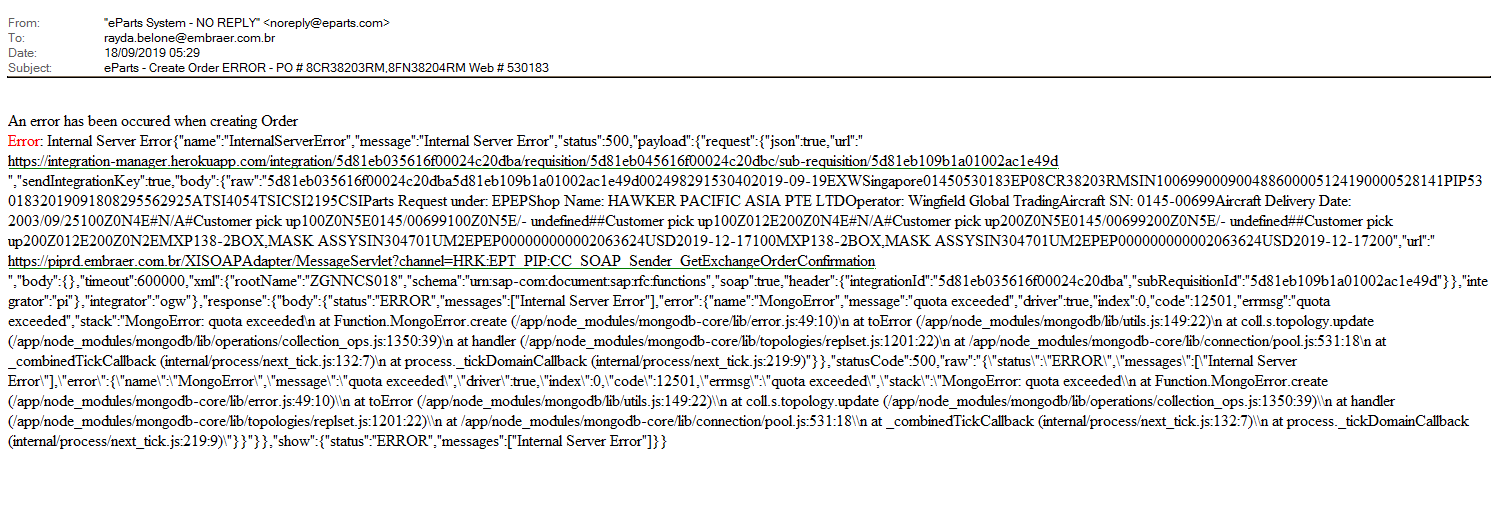 From: "eParts System - NO REPLY" <noreply@eparts.com>
To: rayda.belone@embraer.com.br
Date: 18/09/2019 05:29
Subject: eParts - Create Order ERROR - PO # 8CR38203RM,8FN38204RM Web # 530183
An error has been occured when creating Order
Error: Internal Server Error{"name":"InternalServerError","message":"Internal Server Error","status":500,"payload":{"request":{"json":true,"url":"
https://integration-manager.herokuapp.com/integration/5d81eb035616f00024c20dba/requisition/5d81eb045616f00024c20dbc/sub-requisition/5d81eb109b1a01002ac1e49d
","sendIntegrationKey":true,"body":{"raw":"5d81eb035616f00024c20dba5d81eb109b1a01002ac1e49d002498291530402019-09-19EXWSingapore01450530183EP08CR38203RMSIN100699000900488600005124190000528141PIP53
01832019091808295562925ATSI4054TSICSI2195CSIParts Request under: EPEPShop Name: HAWKER PACIFIC ASIA PTE LTDOperator: Wingfield Global TradingAircraft SN: 0145-00699Aircraft Delivery Date:
2003/09/25100Z0N4E#N/A#Customer pick up100Z0N5E0145/00699100Z0N5E/- undefined##Customer pick up100Z012E200Z0N4E#N/A#Customer pick up200Z0N5E0145/00699200Z0N5E/- undefined##Customer pick
up200Z012E200Z0N2EMXP138-2BOX,MASK ASSYSIN304701UM2EPEP000000000002063624USD2019-12-17100MXP138-2BOX,MASK ASSYSIN304701UM2EPEP000000000002063624USD2019-12-17200","url":"
https://piprd.embraer.com.br/XISOAPAdapter/MessageServlet?channel=HRK:EPT_PIP:CC_SOAP_Sender_GetExchangeOrderConfirmation
","body":{},"timeout":600000,"xml":{"rootName":"ZGNNCS018","schema":"urn:sap-com:document:sap:rfc:functions","soap":true,"header":{"integrationId":"5d81eb035616f00024c20dba","subRequisitionId":"5d81eb109b1a01002ac1e49d"}},"inte
grator":"pi"},"integrator":"ogw"},"response":{"body":{"status":"ERROR","messages":["Internal Server Error"],"error":{"name":"MongoError","message":"quota exceeded","driver":true,"index":0,"code":12501,"errmsg":"quota
exceeded","stack":"MongoError: quota exceeded\n at Function.MongoError.create (/app/node_modules/mongodb-core/lib/error.js:49:10)\n at toError (/app/node_modules/mongodb/lib/utils.js:149:22)\n at coll.s.topology.update
(/app/node_modules/mongodb/lib/operations/collection_ops.js:1350:39)\n at handler (/app/node_modules/mongodb-core/lib/topologies/replset.js:1201:22)\n at /app/node_modules/mongodb-core/lib/connection/pool.js:531:18\n at
_combinedTickCallback (internal/process/next_tick.js:132:7)\n at process._tickDomainCallback (internal/process/next_tick.js:219:9)"}},"statusCode":500,"raw":"{\"status\":\"ERROR\",\"messages\":[\"Internal Server
Error\"],\"error\":{\"name\":\"MongoError\",\"message\":\"quota exceeded\",\"driver\":true,\"index\":0,\"code\":12501,\"errmsg\":\"quota exceeded\",\"stack\":\"MongoError: quota exceeded\\n at Function.MongoError.create
(/app/node_modules/mongodb-core/lib/error.js:49:10)\\n at toError (/app/node_modules/mongodb/lib/utils.js:149:22)\\n at coll.s.topology.update (/app/node_modules/mongodb/lib/operations/collection_ops.js:1350:39)\\n at handler
(/app/node_modules/mongodb-core/lib/topologies/replset.js:1201:22)\\n at /app/node_modules/mongodb-core/lib/connection/pool.js:531:18\\n at _combinedTickCallback (internal/process/next_tick.js:132:7)\\n at process._tickDomainCallback
(internal/process/next_tick.js:219:9)\"}}"}},"show":{"status":"ERROR","messages":["Internal Server Error"]}}